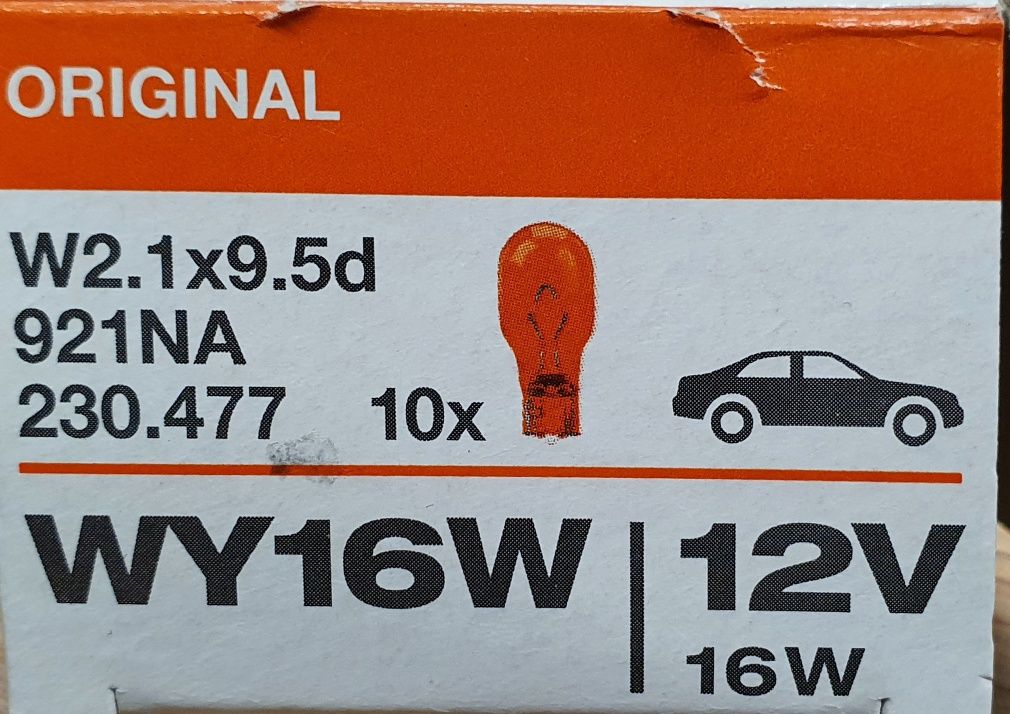 ORIGINAL
W2.1x9.5d
921NA
230.477
10x
WY16W
12V
16W